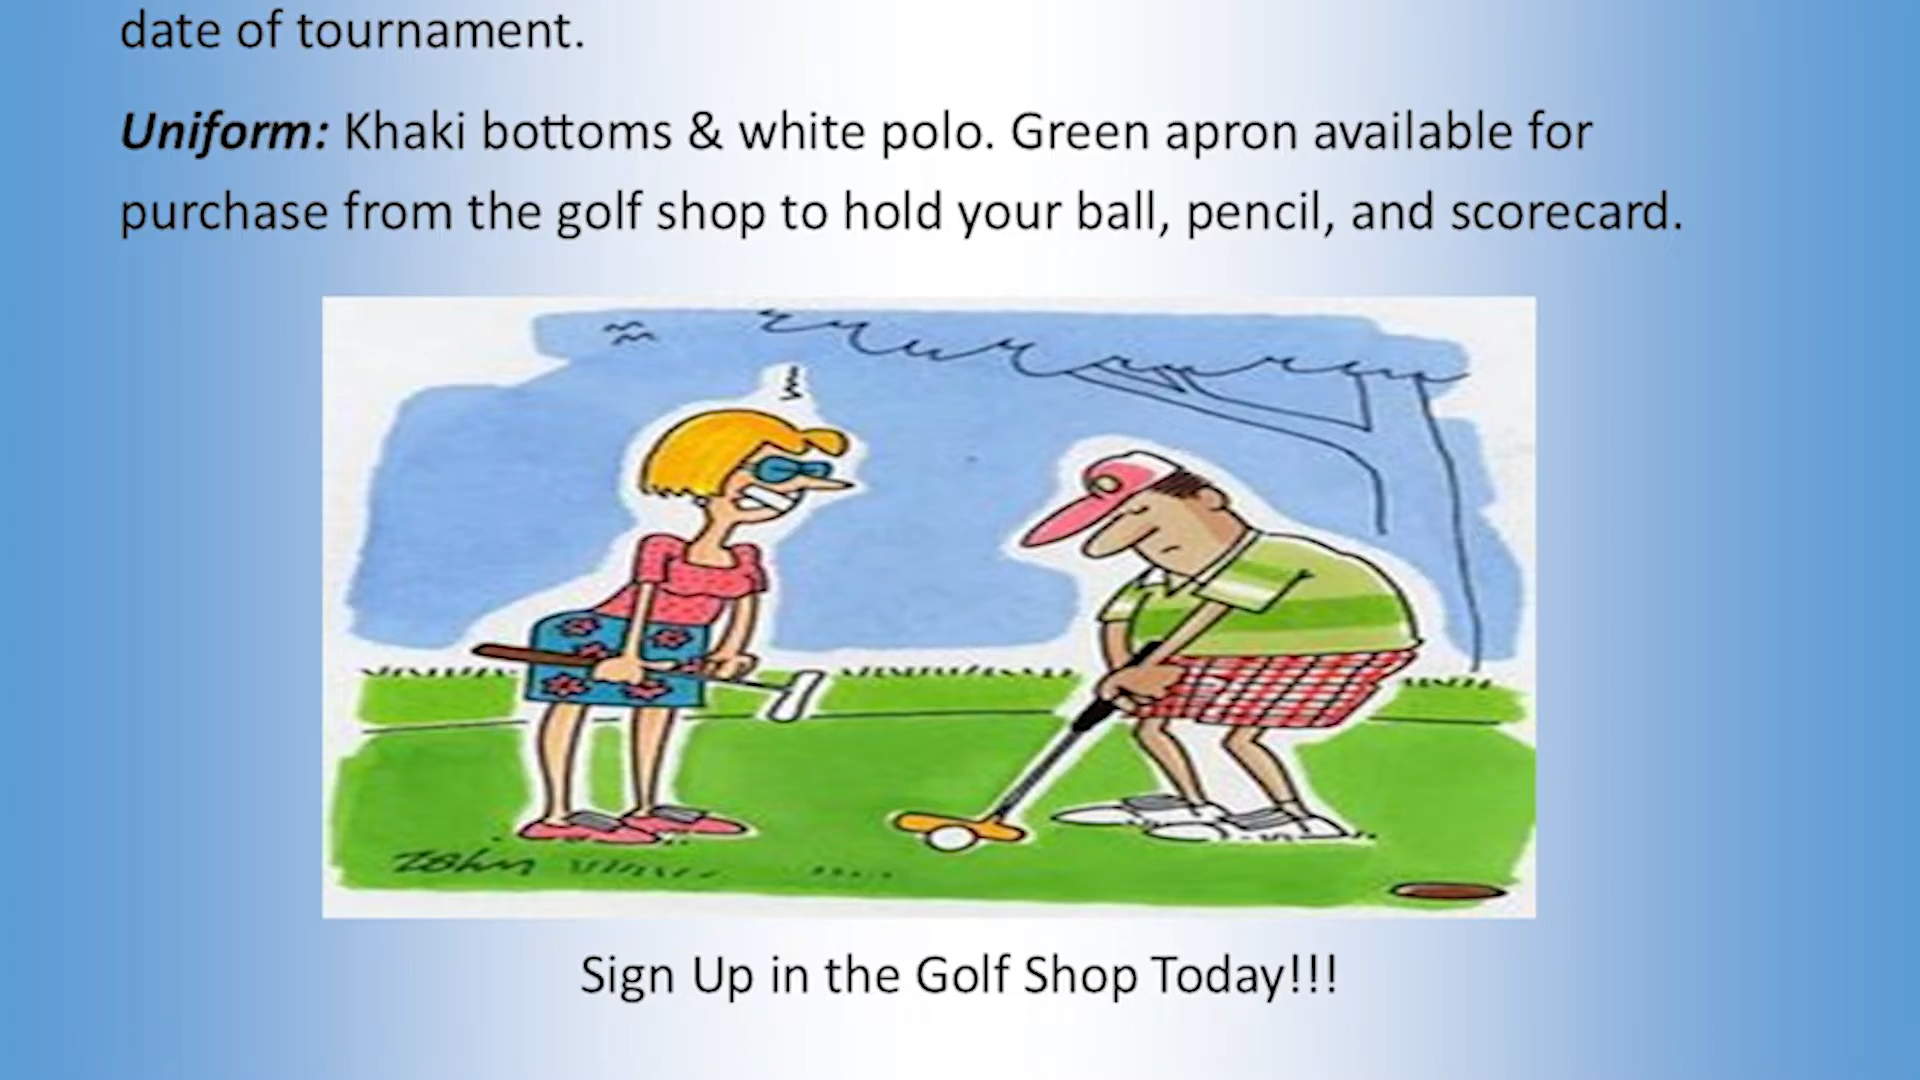 date of tournament.
Uniform: Khaki bottoms & white polo. Green apron available for
purchase from the golf shop to hold your ball, pencil, and scorecard.
Sign Up in the Golf Shop Today!!!